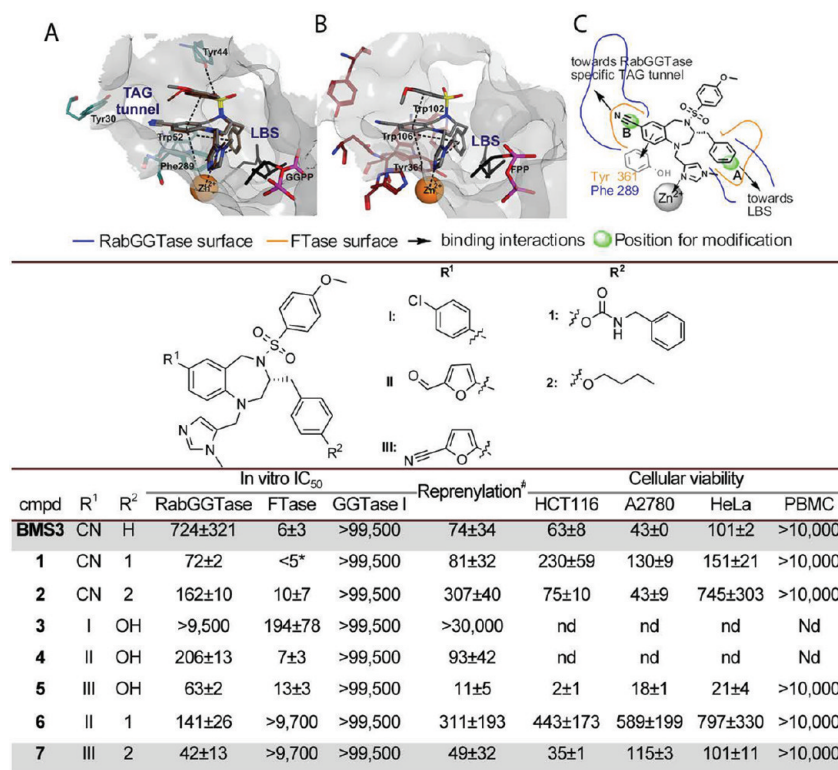 A
B
C
Tyr44
TAG
tunnel
Tyr30
Trp52
Phe289
LBS
GGPP
Zn2+
Trp102
Trp106
Tyr361
LBS
FPP
Zn2+
towards RabGGTase
specific TAG tunnel
O
O
S
O
N
N
B
N
A
OH
Tyr 361
Phe 289
N
N
Zn2+
towards
LBS
RabGGTase surface
FTase surface
binding interactions
Position for modification
R1
R2
O
O
S
O
N
R1
N
N
N
R2
I:
Cl
1:
O
O
N
H
II
O
O
2:
O
III:
N
O
In vitro IC50
Reprenylation#
Cellular viability
cmpd R1 R2 RabGGTase FTase GGTase I HCT116 A2780 HeLa PBMC
BMS3 CN H 724±321 6±3 >99,500 74±34 63±8 43±0 101±2 >10,000
1 CN 1 72±2 <5* >99,500 81±32 230±59 130±9 151±21 >10,000
2 CN 2 162±10 10±7 >99,500 307±40 75±10 43±9 745±303 >10,000
3 I OH >9,500 194±78 >99,500 >30,000 nd nd nd Nd
4 II OH 206±13 7±3 >99,500 93±42 nd nd nd Nd
5 III OH 63±2 13±3 >99,500 11±5 2±1 18±1 21±4 >10,000
6 II 1 141±26 >9,700 >99,500 311±193 443±173 589±199 797±330 >10,000
7 III 2 42±13 >9,700 >99,500 49±32 35±1 115±3 101±11 >10,000